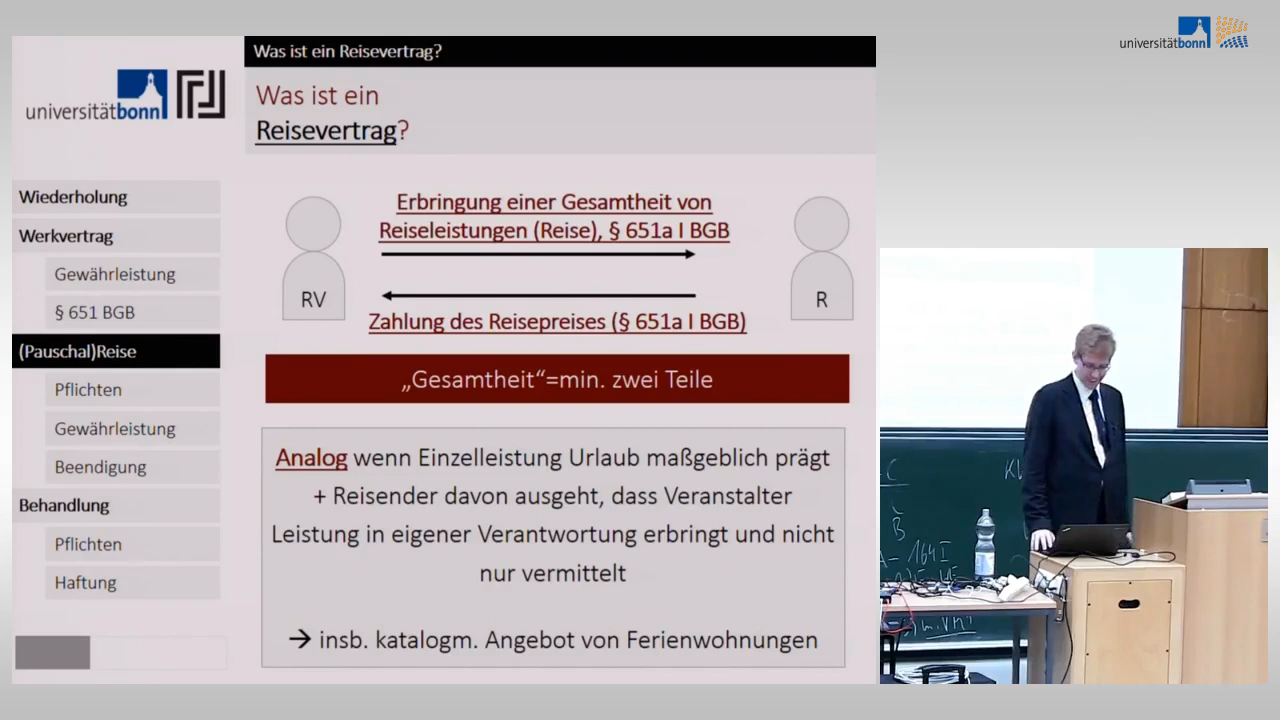 universitätbonn
Was ist ein Reisevertrag?
universitätbonn
Was ist ein
Reisevertrag?
Wiederholung
Werkvertrag
Gewährleistung
§ 651 BGB
(Pauschal)Reise
Pflichten
Gewährleistung
Beendigung
Behandlung
Pflichten
Haftung
Erbringung einer Gesamtheit von
Reiseleistungen (Reise), § 651a I BGB
RV
R
Zahlung des Reisepreises (§ 651a I BGB)
„Gesamtheit“=min. zwei Teile
Analog wenn Einzelleistung Urlaub maßgeblich prägt
+ Reisender davon ausgeht, dass Veranstalter
Leistung in eigener Verantwortung erbringt und nicht
nur vermittelt
→ insb. katalogm. Angebot von Ferienwohnungen